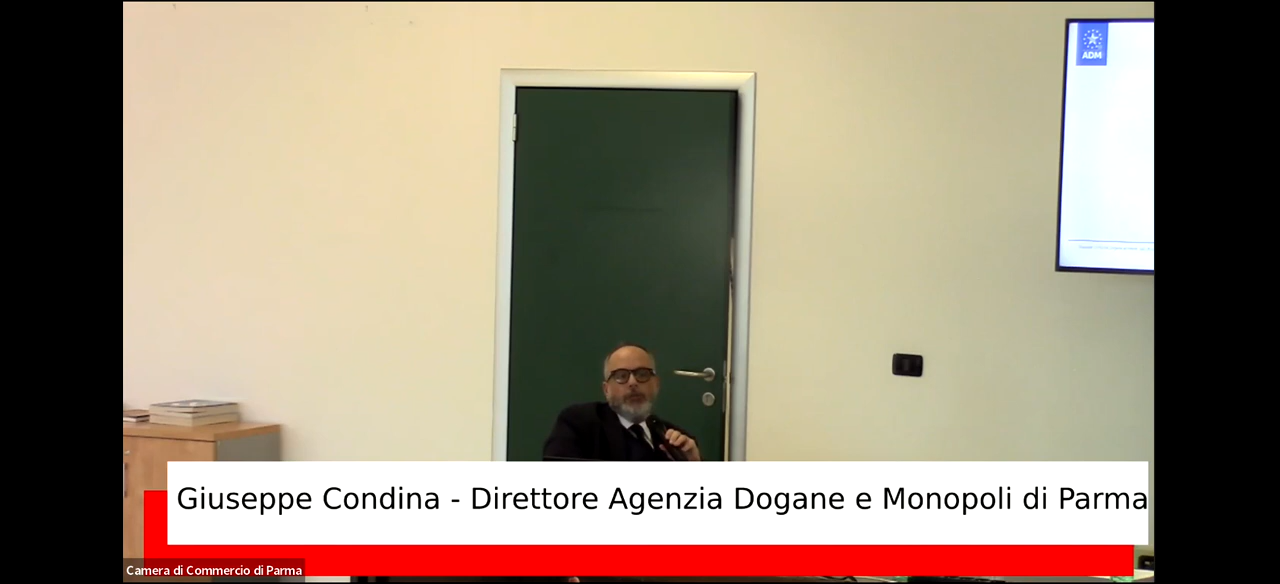 ADM
Giuseppe Condina - Direttore Agenzia Dogane e Monopoli di Parma
Camera di Commercio di Parma